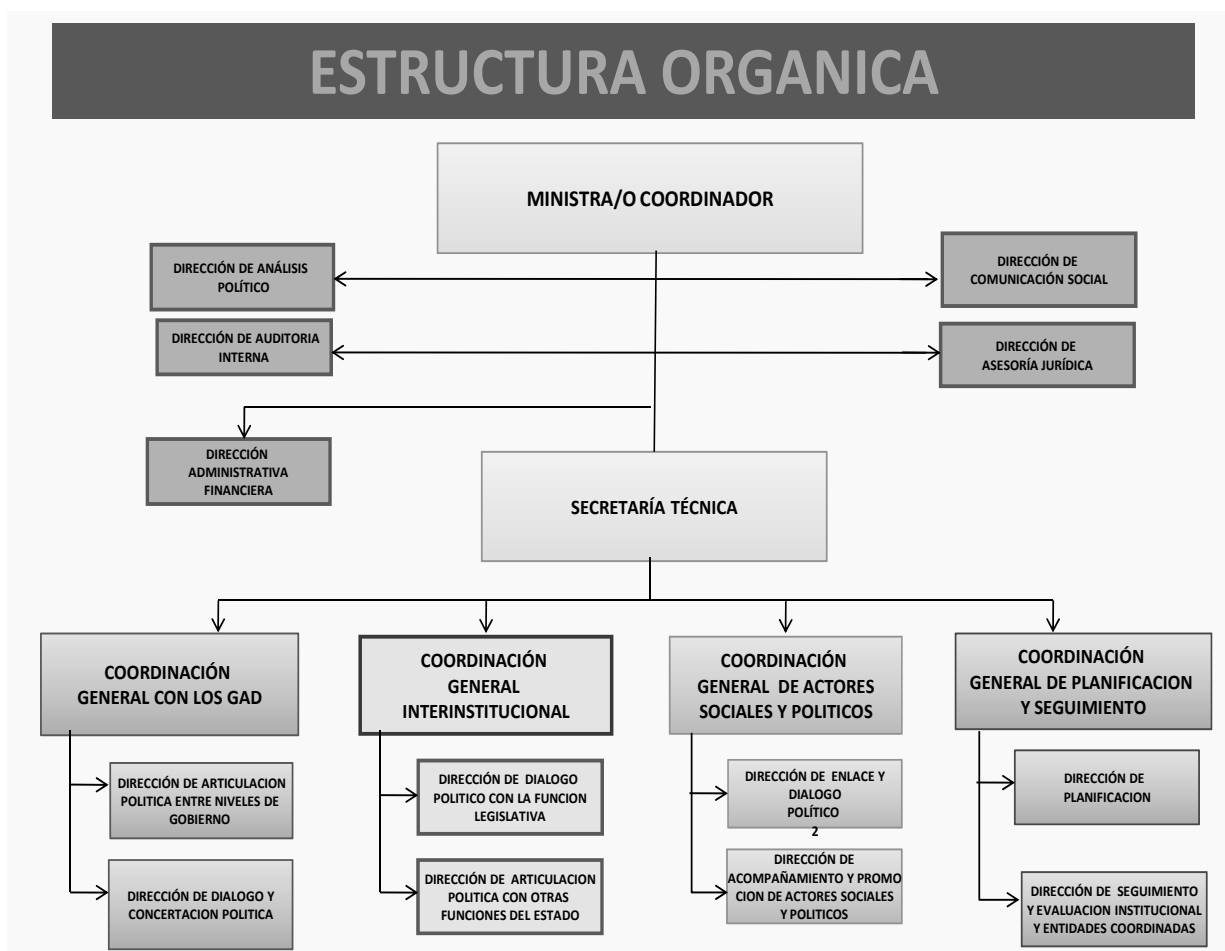 ESTRUCTURA ORGANICA
MINISTRA/O COORDINADOR
DIRECCIÓN DE ANÁLISIS
POLÍTICO
DIRECCIÓN DE
COMUNICACIÓN SOCIAL
DIRECCIÓN DE AUDITORIA
INTERNA
DIRECCIÓN DE
ASESORÍA JURÍDICA
DIRECCIÓN
ADMINISTRATIVA
FINANCIERA
SECRETARÍA TÉCNICA
COORDINACIÓN
GENERAL CON LOS GAD
COORDINACIÓN
GENERAL
INTERINSTITUCIONAL
COORDINACIÓN
GENERAL DE ACTORES
SOCIALES Y POLITICOS
COORDINACIÓN
GENERAL DE PLANIFICACION
Y SEGUIMIENTO
DIRECCIÓN DE ARTICULACION
POLITICA ENTRE NIVELES DE
GOBIERNO
DIRECCIÓN DE DIALOGO
POLITICO CON LA FUNCION
LEGISLATIVA
DIRECCIÓN DE ENLACE Y
DIALOGO
POLÍTICO
2
DIRECCIÓN DE
PLANIFICACION
DIRECCIÓN DE DIALOGO Y
CONCERTACION POLITICA
DIRECCIÓN DE ARTICULACION
POLITICA CON OTRAS
FUNCIONES DEL ESTADO
DIRECCIÓN DE
ACOMPAÑAMIENTO Y PROMO
CION DE ACTORES SOCIALES
Y POLITICOS
DIRECCIÓN DE SEGUIMIENTO
Y EVALUACION INSTITUCIONAL
Y ENTIDADES COORDINADAS